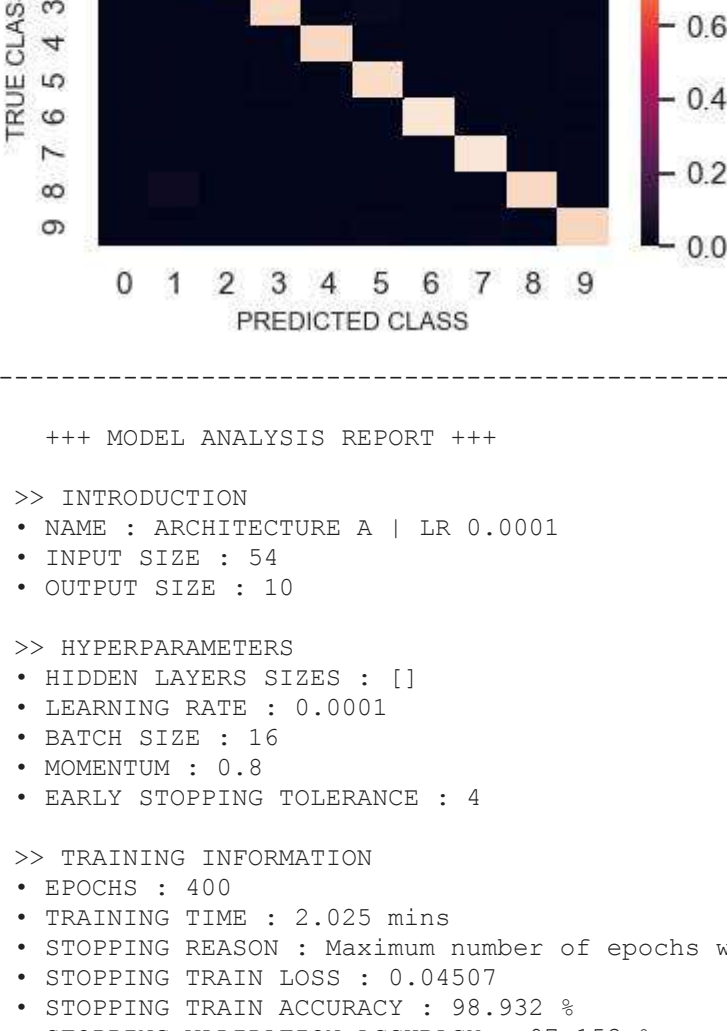 TRUE
3
4
5
6
7
8
9
0.6
0.4
0.2
0.0
0 1 2 3 4 5 6 7 8 9
PREDICTED CLASS
+++ MODEL ANALYSIS REPORT +++
>> INTRODUCTION
• NAME : ARCHITECTURE A | LR 0.0001
• INPUT SIZE : 54
• OUTPUT SIZE : 10
>> HYPERPARAMETERS
• HIDDEN LAYERS SIZES : []
• LEARNING RATE : 0.0001
• BATCH SIZE : 16
• MOMENTUM : 0.8
• EARLY STOPPING TOLERANCE : 4
>> TRAINING INFORMATION
• EPOCHS : 400
• TRAINING TIME : 2.025 mins
• STOPPING REASON : Maximum number of epochs
• STOPPING TRAIN LOSS : 0.04507
• STOPPING TRAIN ACCURACY : 98.932 %